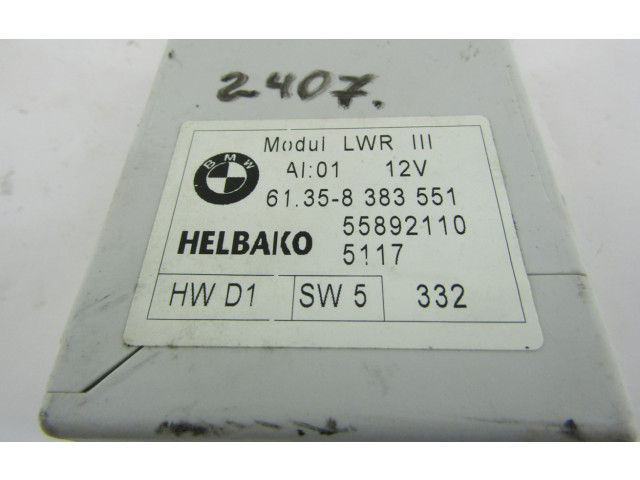 2407.
Modul LWR III
BMW
AI:01 12V
61.35-8 383 551
55892110
HELBAKO
5117
HW D1 SW 5 332